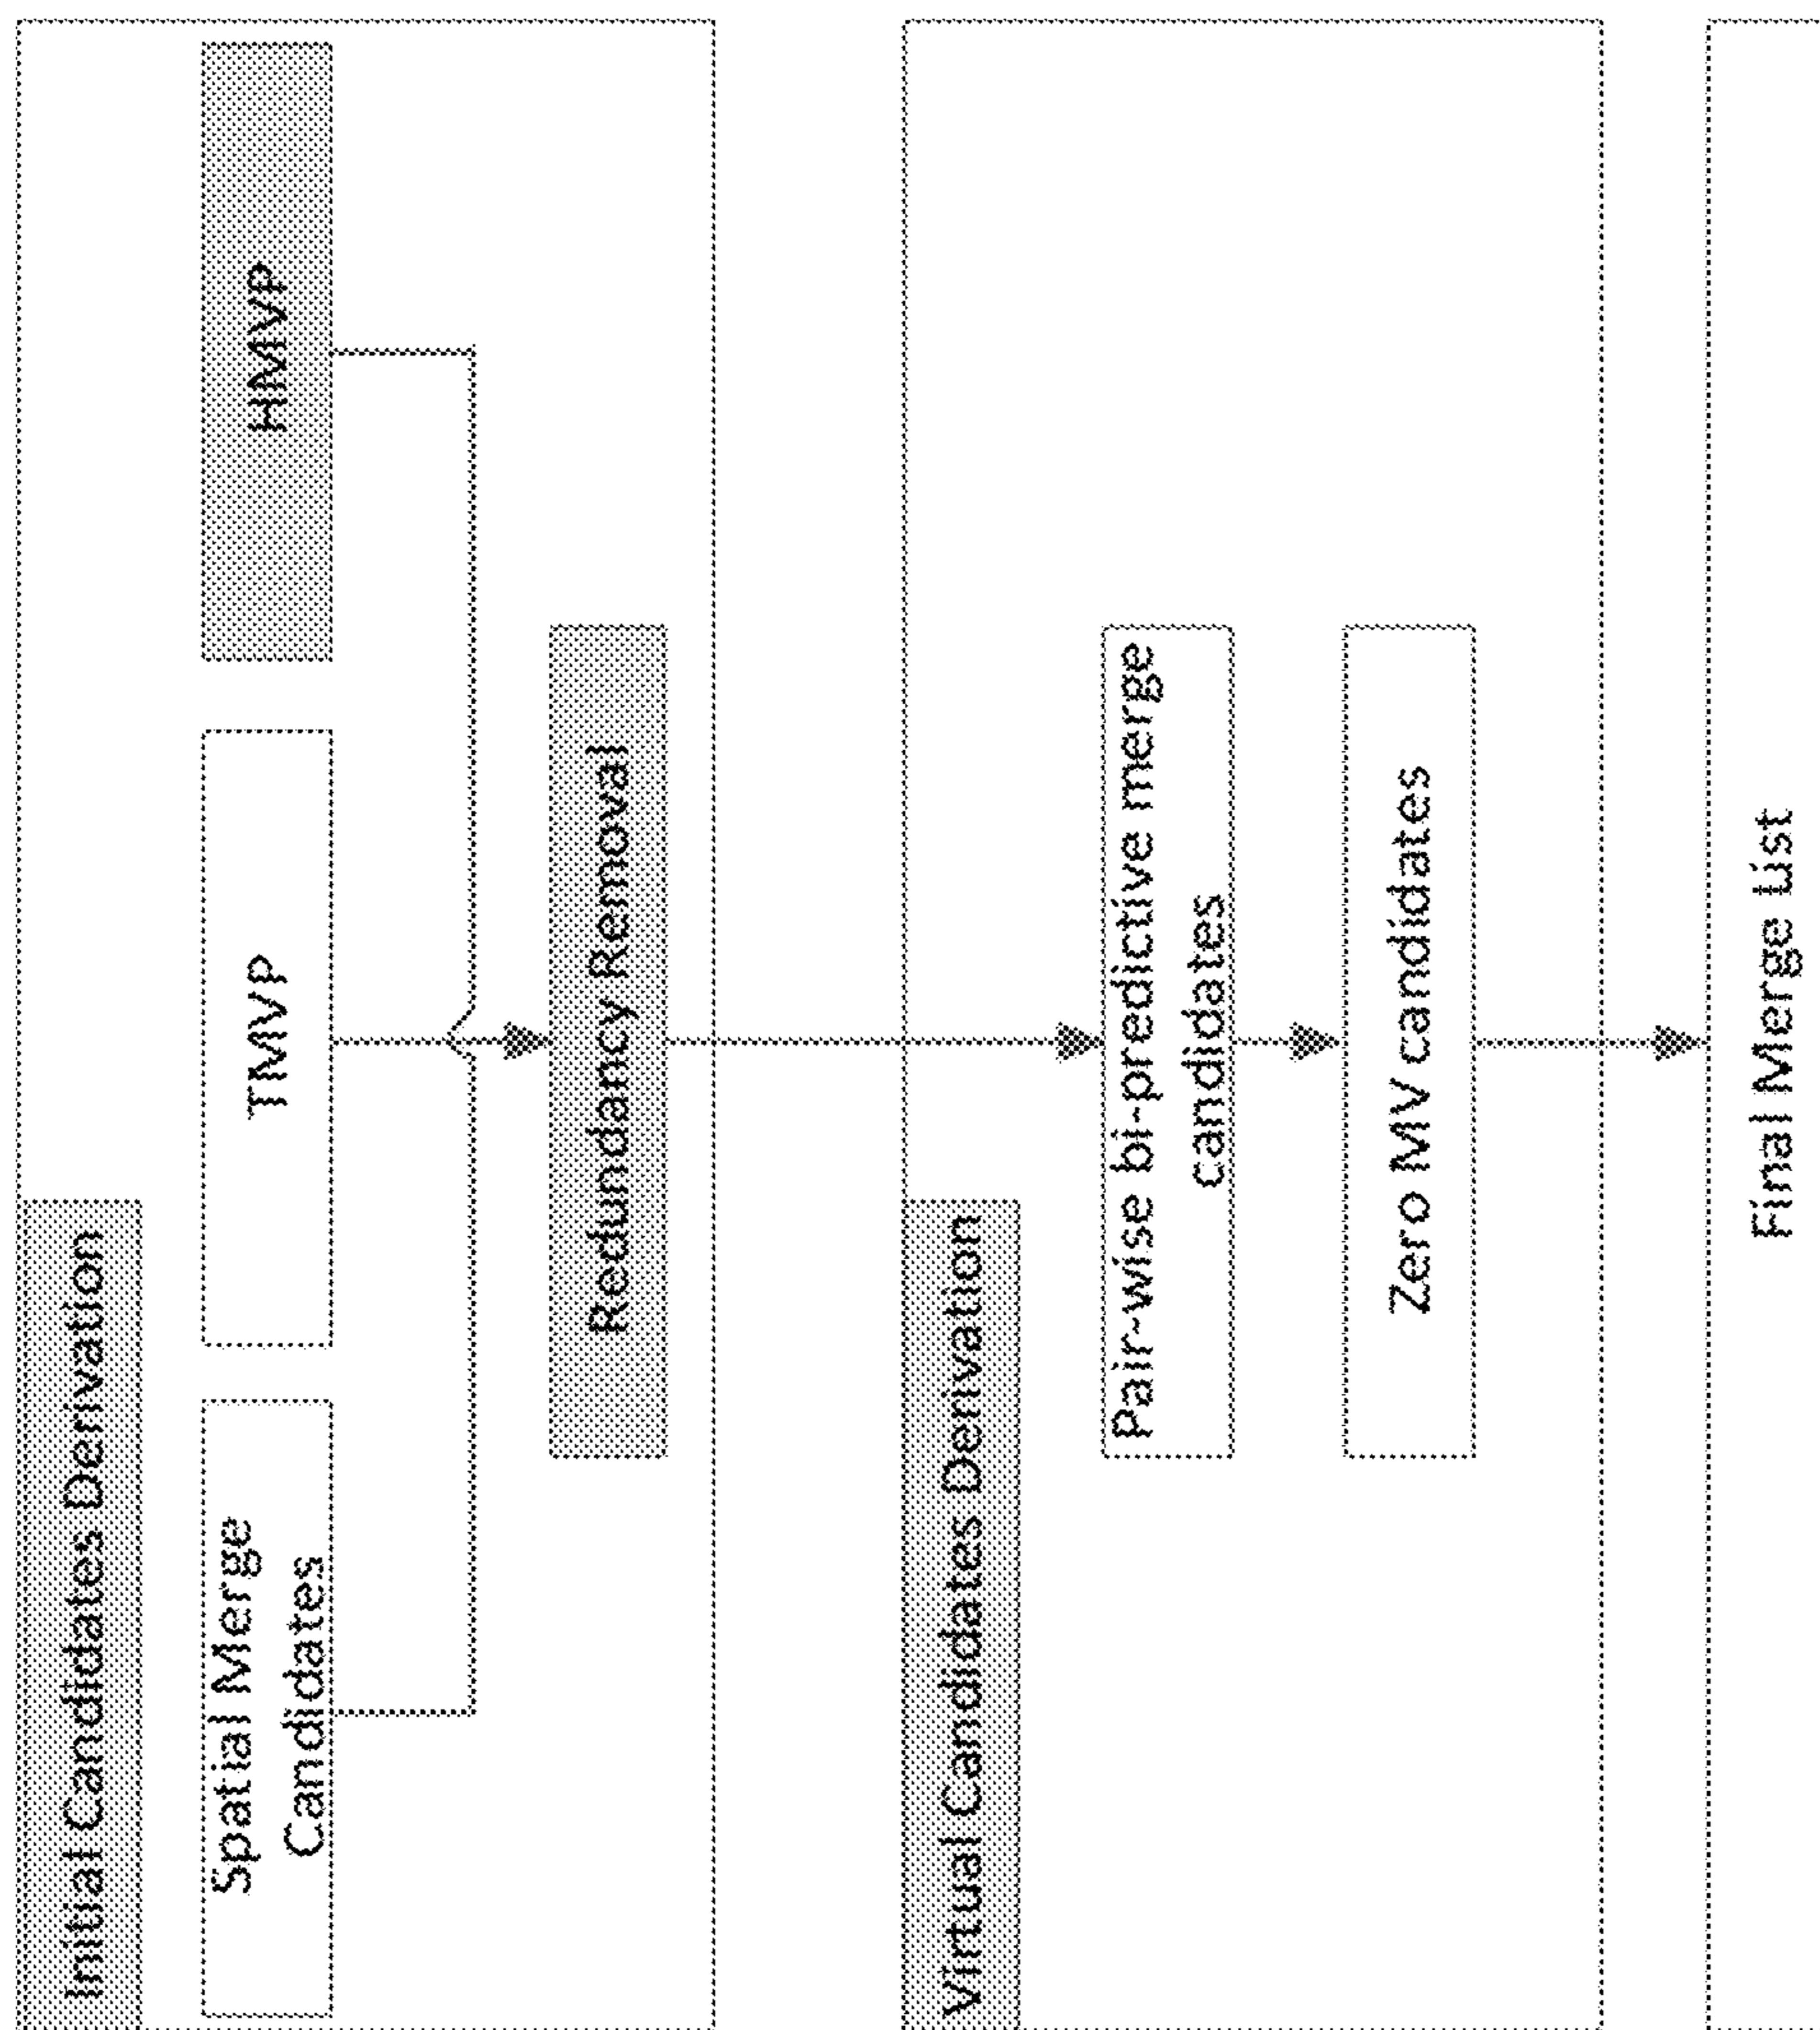 Initial Candidates Derivation
Spatial Merge
Candidates
TMVP
HMVP
Redundancy Removal
Virtual Candidates Derivation
Pair-wise bi-predictive merge
candidates
Zero MV candidates
Final Merge List